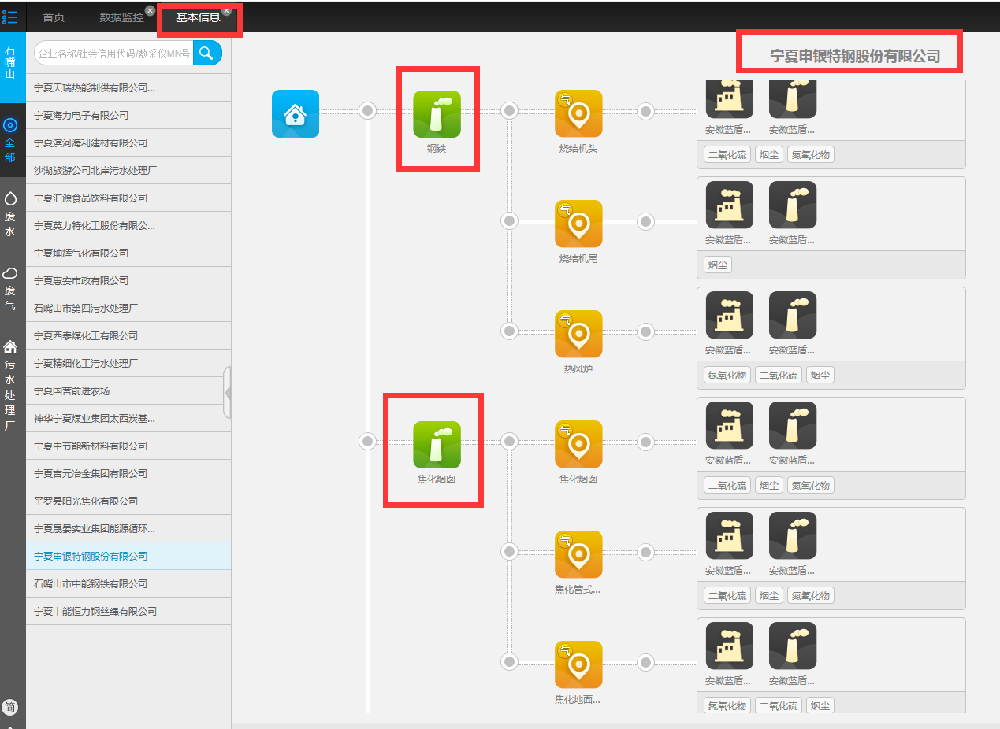 首页
数据监控
基本信息
石嘴山
企业名称/社会信用代码/数采仪MN号
宁夏申银特钢股份有限公司
全部
废水
废气
污水处理厂
简
宁夏天瑞热能制供有限公司...
宁夏海力电子有限公司
宁夏滨河海利建材有限公司
沙湖旅游公司北岸污水处理厂
宁夏汇源食品饮料有限公司
宁夏英力特化工股份有限公...
宁夏坤辉气化有限公司
宁夏惠安市政有限公司
石嘴山市第四污水处理厂
宁夏西泰煤化工有限公司
宁夏精细化工污水处理厂
宁夏国营前进农场
神华宁夏煤业集团太西炭基...
宁夏中节能新材料有限公司
宁夏吉元冶金集团有限公司
平罗县阳光焦化有限公司
宁夏晟晏实业集团能源循环...
宁夏申银特钢股份有限公司
石嘴山市中能钢铁有限公司
宁夏中能恒力钢丝绳有限公司
钢铁
气
烧结机头
安徽蓝盾... 安徽蓝盾...
二氧化硫 烟尘 氮氧化物
气
烧结机尾
安徽蓝盾... 安徽蓝盾...
烟尘
气
热风炉
安徽蓝盾... 安徽蓝盾...
氮氧化物 二氧化硫 烟尘
焦化烟囱
气
焦化烟囱
安徽蓝盾... 安徽蓝盾...
二氧化硫 烟尘 氮氧化物
气
焦化管式...
安徽蓝盾... 安徽蓝盾...
二氧化硫 烟尘 氮氧化物
气
焦化地面...
安徽蓝盾... 安徽蓝盾...
氮氧化物 二氧化硫 烟尘